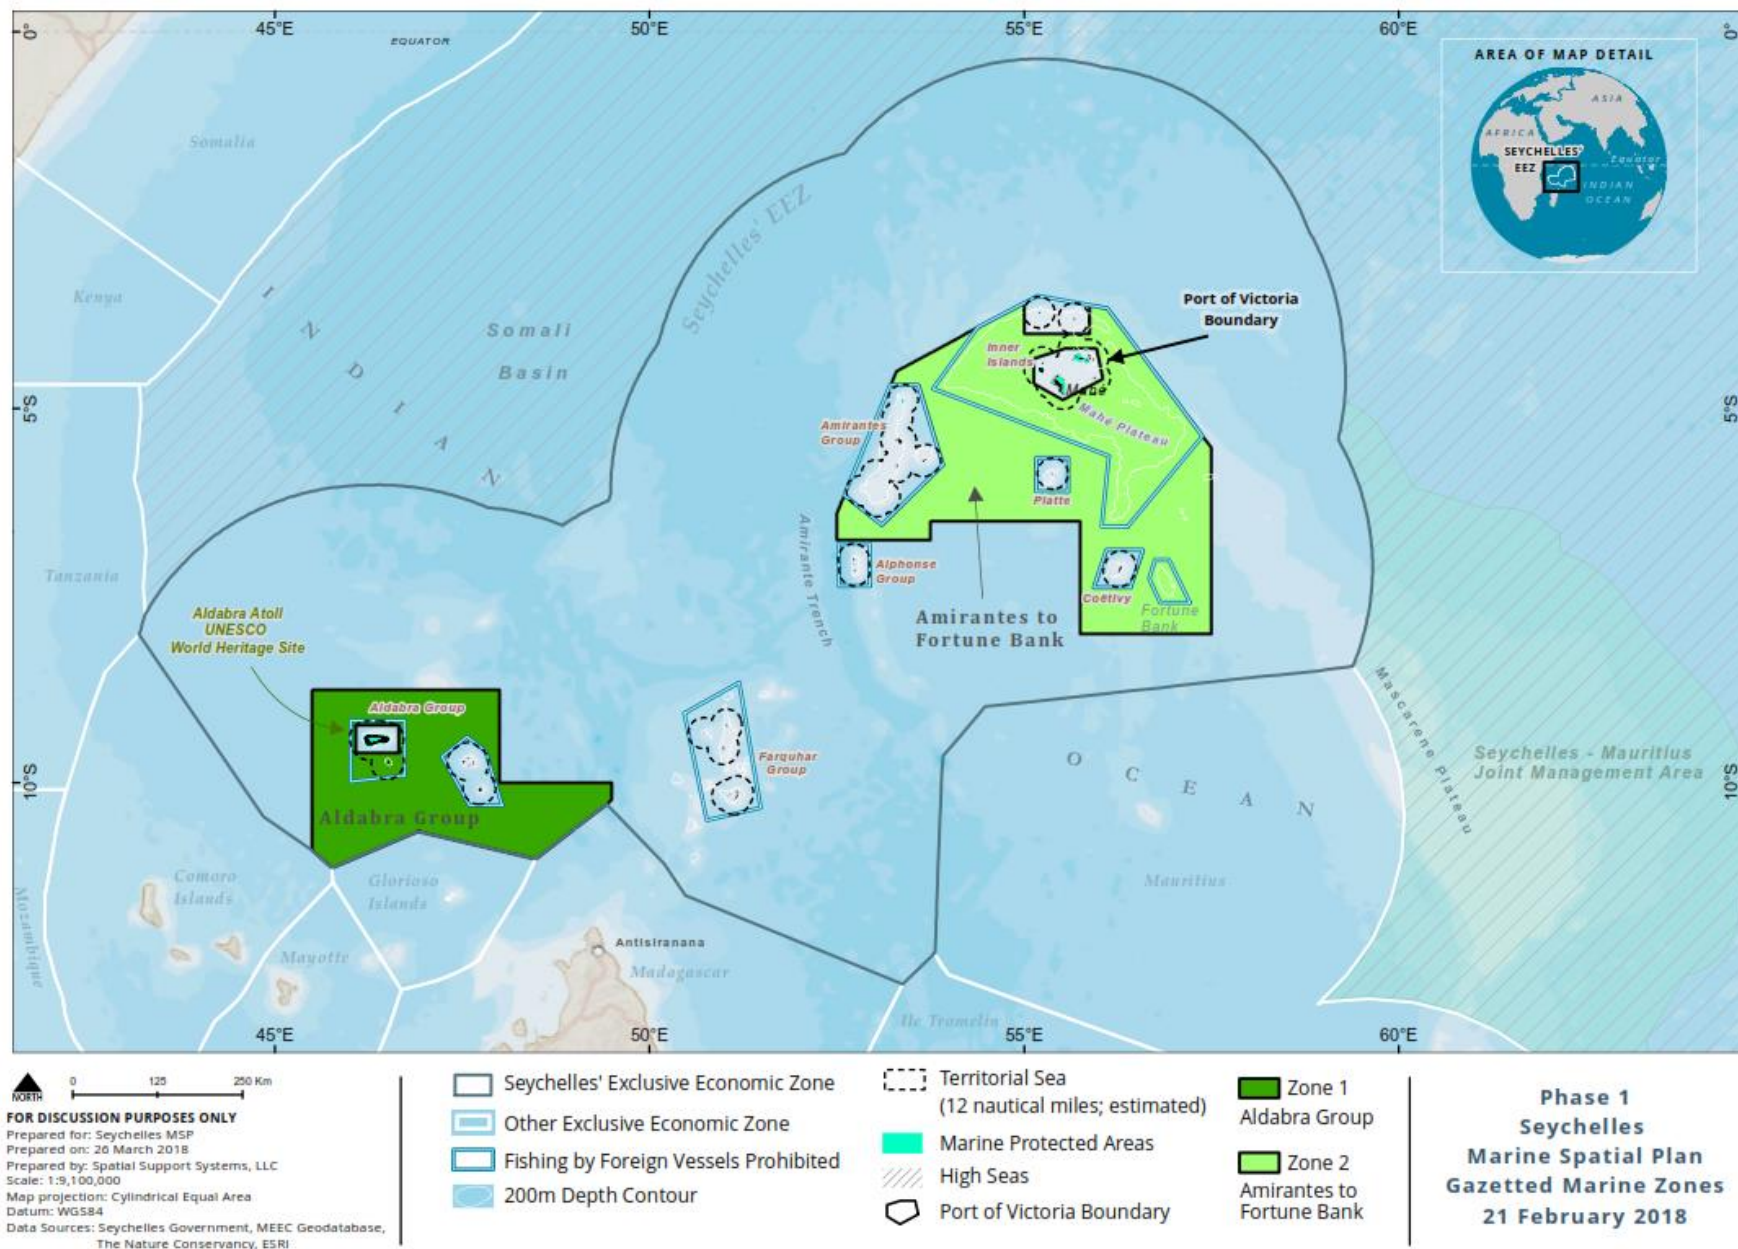 45°E
50°E
55°E
60°E
0°
0°
EQUATOR
AREA OF MAP DETAIL
ASIA
AFRICA
SEYCHELLES'
EEZ
Equator
INDIAN
OCEAN
Somalia
Kenya
Seychelles' EEZ
Somali
Basin
INDIAN
Port of Victoria
Boundary
Inner
Islands
Mahé
Mahé Plateau
5°S
5°S
Amirantes
Group
Platte
Tanzania
Amirante Trench
Alphonse
Group
Coëtivy
Fortune
Bank
Amirantes to
Fortune Bank
Aldabra Atoll
UNESCO
World Heritage Site
Aldabra Group
Farquhar
Group
OCEAN
Mascarene Plateau
Seychelles - Mauritius
Joint Management Area
10°S
10°S
Aldabra Group
Comoro
Islands
Glorioso
Islands
Mauritius
Mozambique
Mayotte
Antisiranana
Madagascar
Ile Tromelin
45°E
50°E
55°E
60°E
NORTH
0 125 250 Km
FOR DISCUSSION PURPOSES ONLY
Prepared for: Seychelles MSP
Prepared on: 26 March 2018
Prepared by: Spatial Support Systems, LLC
Scale: 1:9,100,000
Map projection: Cylindrical Equal Area
Datum: WGS84
Data Sources: Seychelles Government, MEEC Geodatabase,
The Nature Conservancy, ESRI
Seychelles' Exclusive Economic Zone
Other Exclusive Economic Zone
Fishing by Foreign Vessels Prohibited
200m Depth Contour
Territorial Sea
(12 nautical miles; estimated)
Marine Protected Areas
High Seas
Port of Victoria Boundary
Zone 1
Aldabra Group
Zone 2
Amirantes to
Fortune Bank
Phase 1
Seychelles
Marine Spatial Plan
Gazetted Marine Zones
21 February 2018